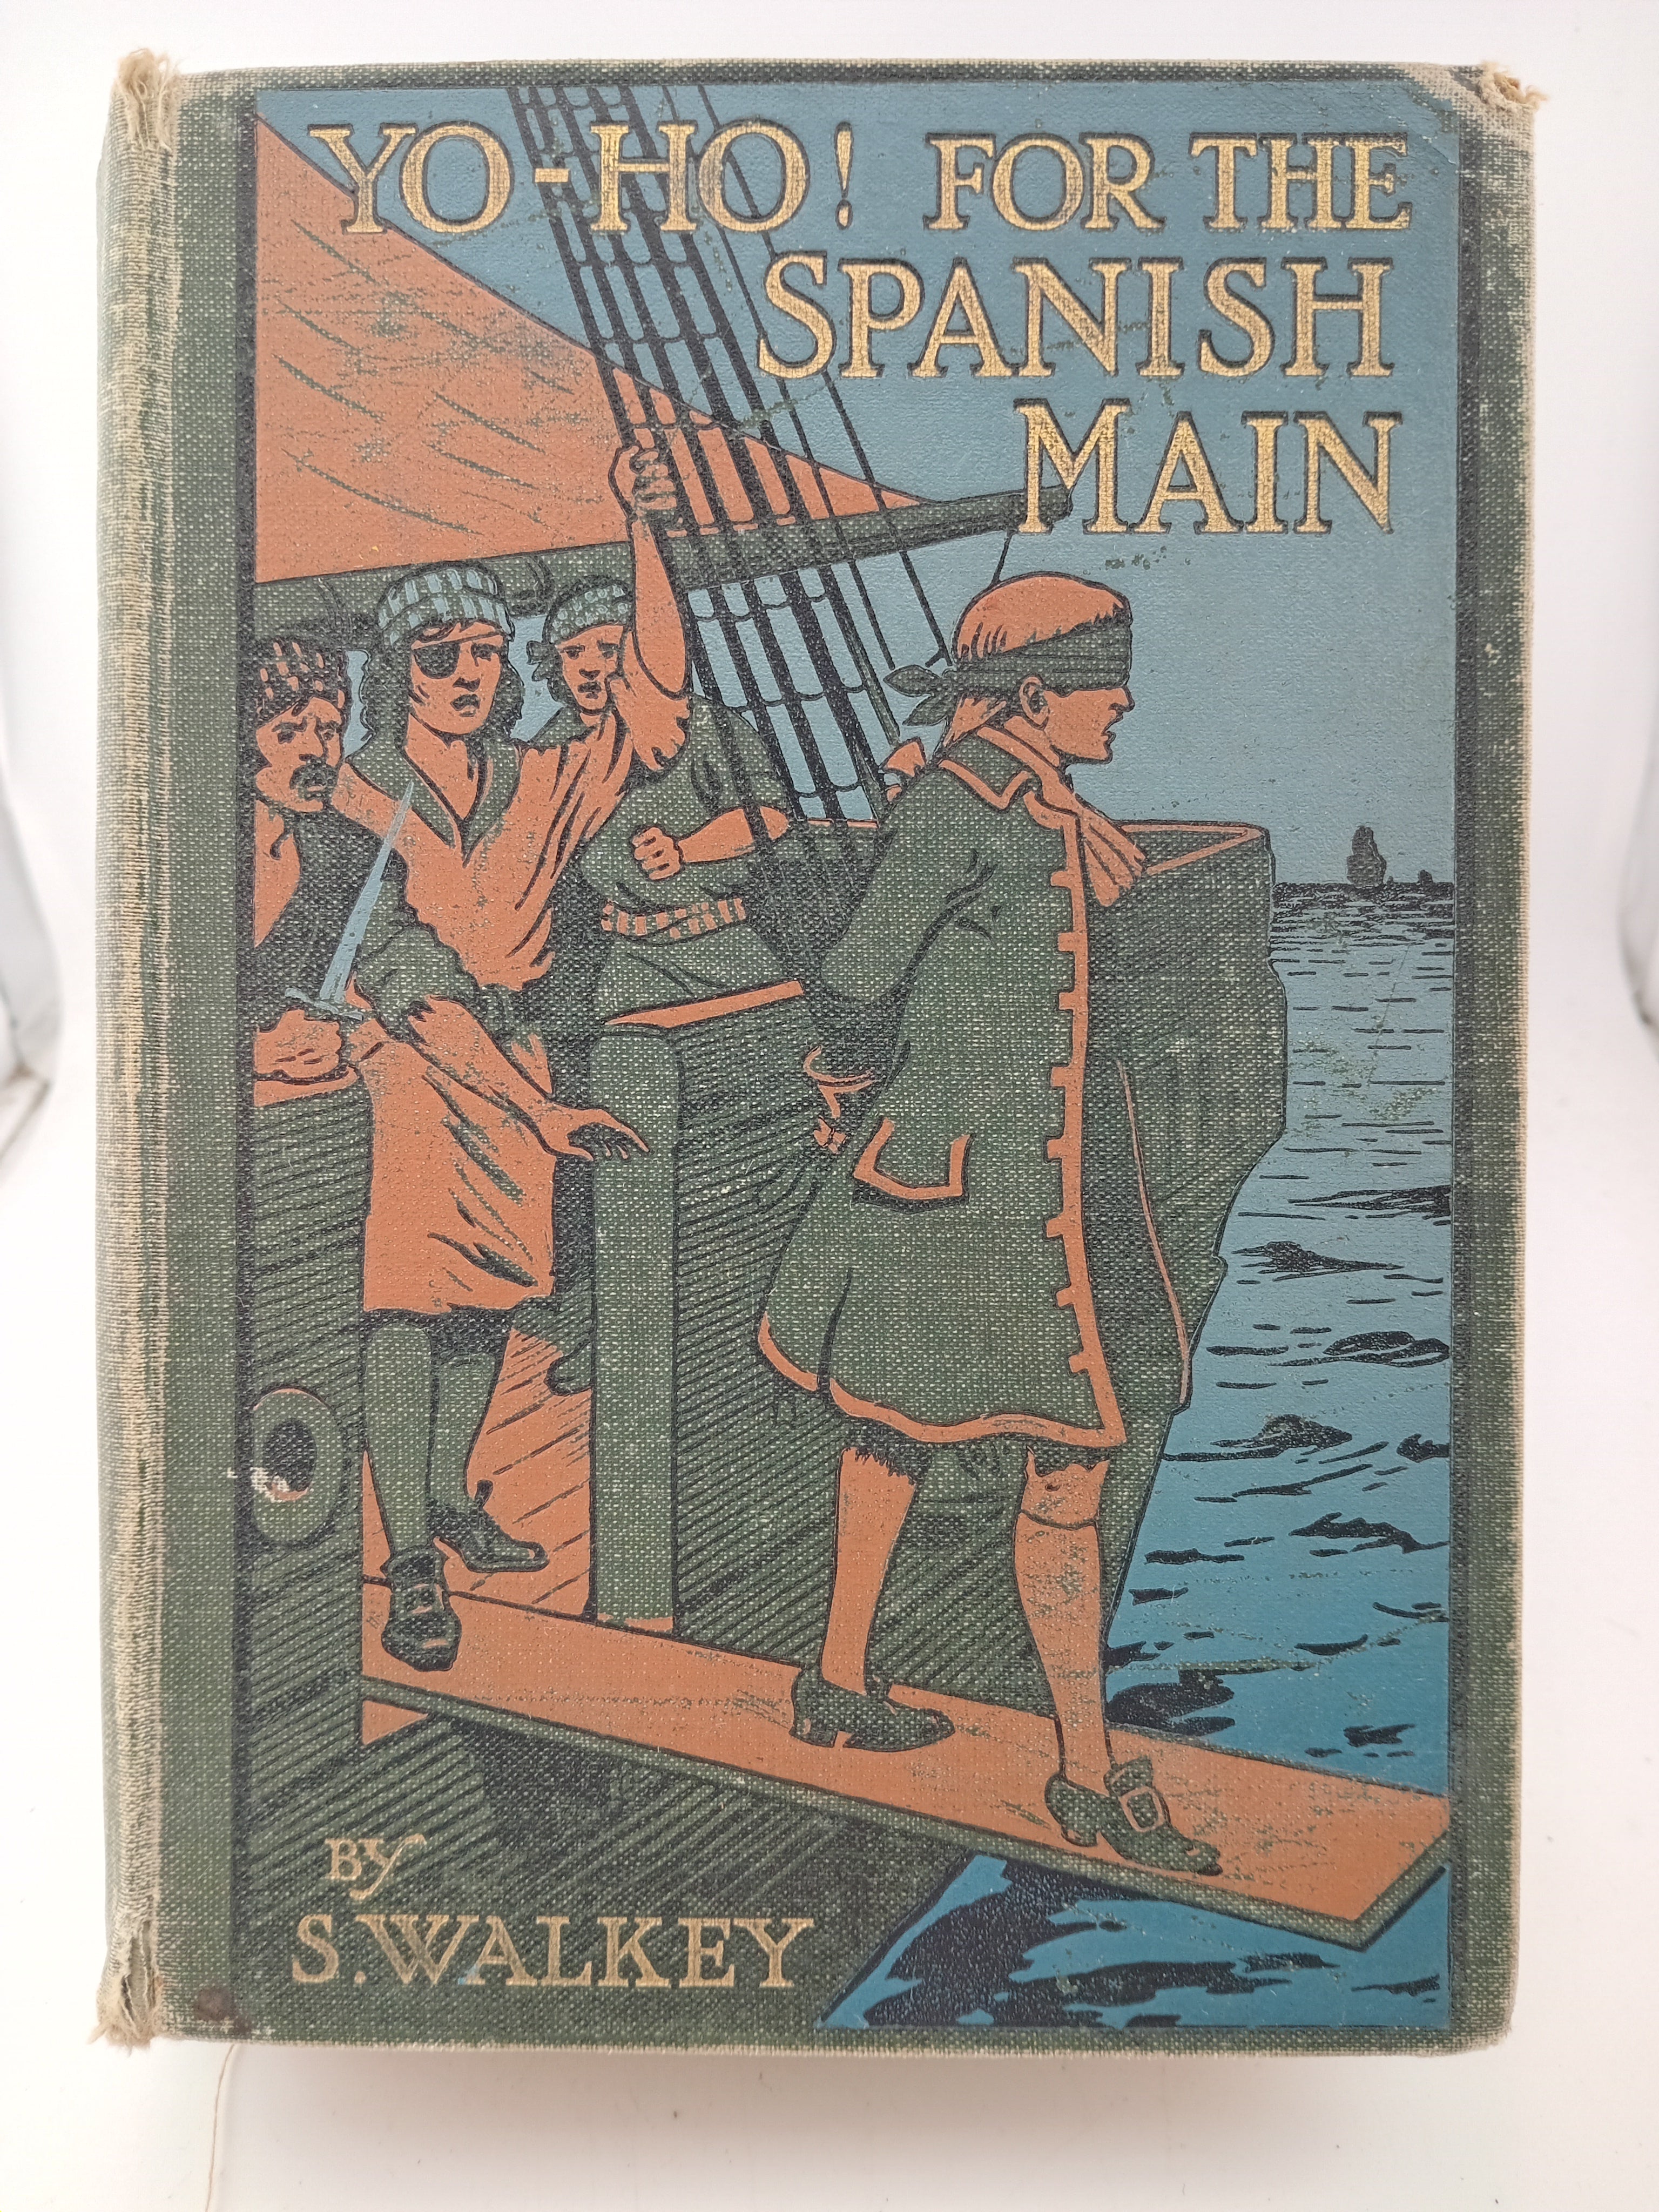 YO-HO! FOR THE
SPANISH
MAIN
BY
S. WALKEY